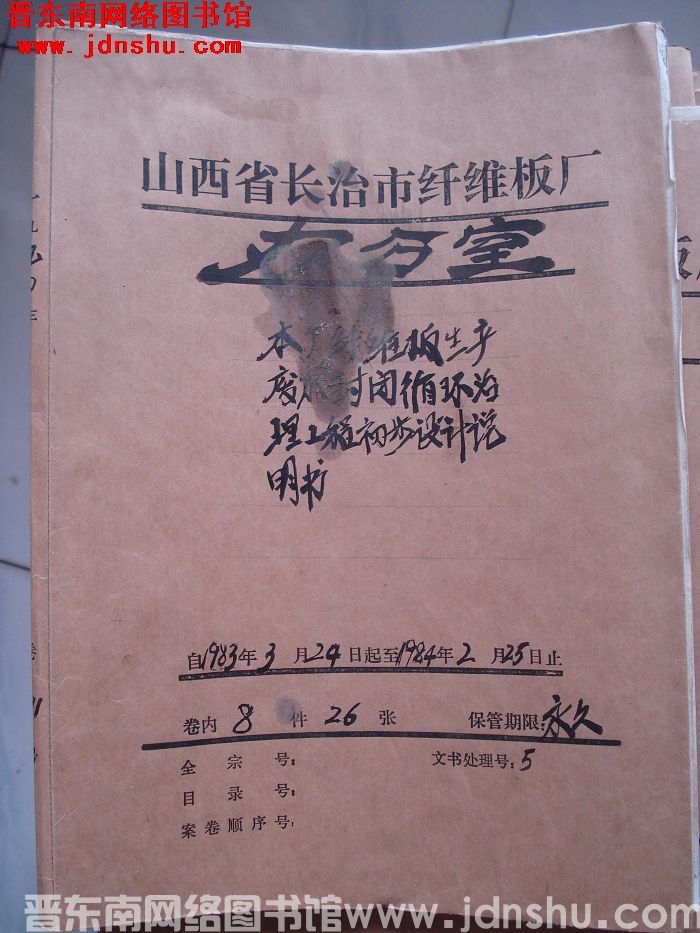 晋东南网络图书馆
www.jdnshu.com
山西省长治市纤维板厂
办公室
本厂纤维板生产
废水封闭循环治
理工程初步设计说
明书
自1983年3月24日起至1984年2月25日止
卷内8件26张 保管期限:永久
全宗号: 文书处理号:5
目录号:
案卷顺序号:
晋东南网络图书馆 www.jdnshu.com